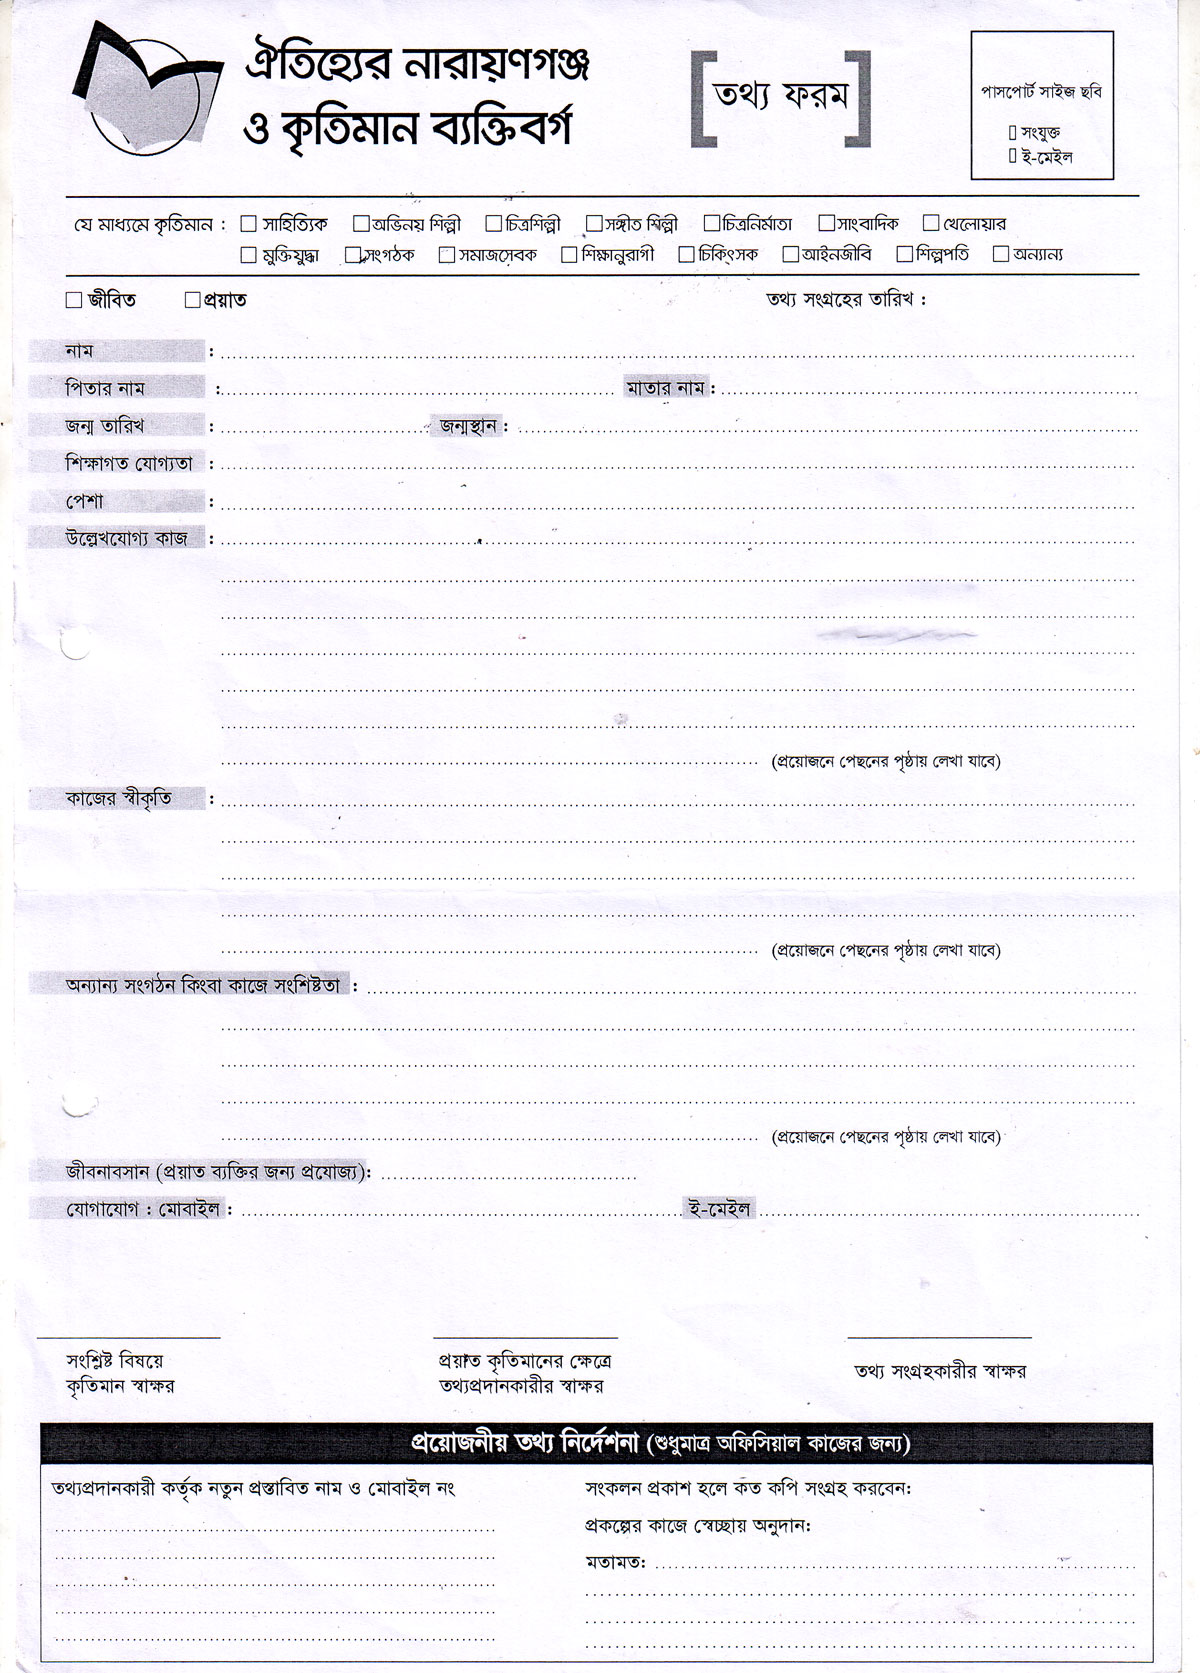 ঐতিহ্যের নারায়ণগঞ্জ
ও কৃতিমান ব্যক্তিবর্গ
[তথ্য ফরম]
পাসপোর্ট সাইজ ছবি
▯ সংযুক্ত
▯ ই-মেইল
যে মাধ্যমে কৃতিমান : □ সাহিত্যিক □ অভিনয় শিল্পী □ চিত্রশিল্পী □ সঙ্গীত শিল্পী □ চিত্রনির্মাতা □ সাংবাদিক □ খেলোয়ার
□ মুক্তিযুদ্ধা □ সংগঠক □ সমাজসেবক □ শিক্ষানুরাগী □ চিকিৎসক □ আইনজীবি □ শিল্পপতি □ অন্যান্য
□ জীবিত □ প্রয়াত তথ্য সংগ্রহের তারিখ :
নাম :
পিতার নাম : মাতার নাম :
জন্ম তারিখ : জন্মস্থান :
শিক্ষাগত যোগ্যতা :
পেশা :
উল্লেখযোগ্য কাজ :
(প্রয়োজনে পেছনের পৃষ্ঠায় লেখা যাবে)
কাজের স্বীকৃতি :
(প্রয়োজনে পেছনের পৃষ্ঠায় লেখা যাবে)
অন্যান্য সংগঠন কিংবা কাজে সংশিষ্টতা :
(প্রয়োজনে পেছনের পৃষ্ঠায় লেখা যাবে)
জীবনাবসান (প্রয়াত ব্যক্তির জন্য প্রযোজ্য):
যোগাযোগ : মোবাইল : ই-মেইল
সংশ্লিষ্ট বিষয়ে
কৃতিমান স্বাক্ষর
প্রয়াত কৃতিমানের ক্ষেত্রে
তথ্যপ্রদানকারীর স্বাক্ষর
তথ্য সংগ্রহকারীর স্বাক্ষর
প্রয়োজনীয় তথ্য নির্দেশনা (শুধুমাত্র অফিসিয়াল কাজের জন্য)
তথ্যপ্রদানকারী কর্তৃক নতুন প্রস্তাবিত নাম ও মোবাইল নং
সংকলন প্রকাশ হলে কত কপি সংগ্রহ করবেন:
প্রকল্পের কাজে স্বেচ্ছায় অনুদান:
মতামত: